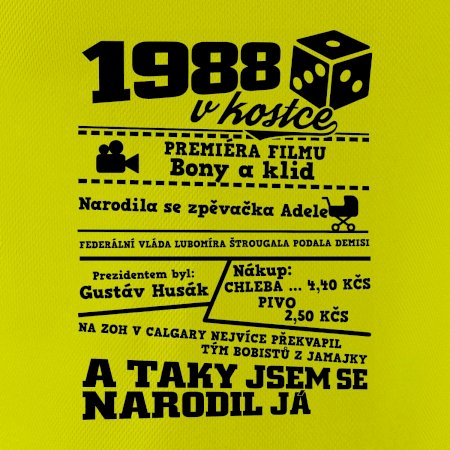 1988
v kostce
PREMIÉRA FILMU
Bony a klid
Narodila se zpěvačka Adele
FEDERÁLNÍ VLÁDA LUBOMÍRA ŠTROUGALA PODALA DEMISI
Prezidentem byl:
Gustáv Husák
Nákup:
CHLEBA ... 4,40 KČS
PIVO
2,50 KČS
NA ZOH V CALGARY NEJVÍCE PŘEKVAPIL
TÝM BOBISTŮ Z JAMAJKY
A TAKY JSEM SE
NARODIL JÁ